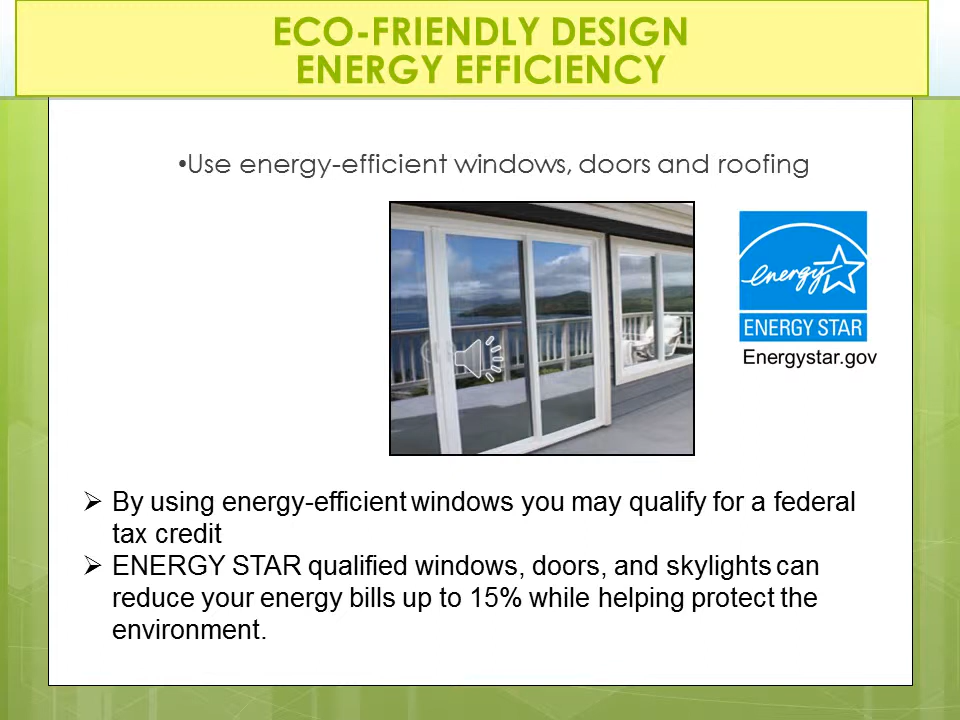 ECO-FRIENDLY DESIGN
ENERGY EFFICIENCY
•Use energy-efficient windows, doors and roofing
energy
ENERGY STAR
Energystar.gov
➢ By using energy-efficient windows you may qualify for a federal
tax credit
➢ ENERGY STAR qualified windows, doors, and skylights can
reduce your energy bills up to 15% while helping protect the
environment.